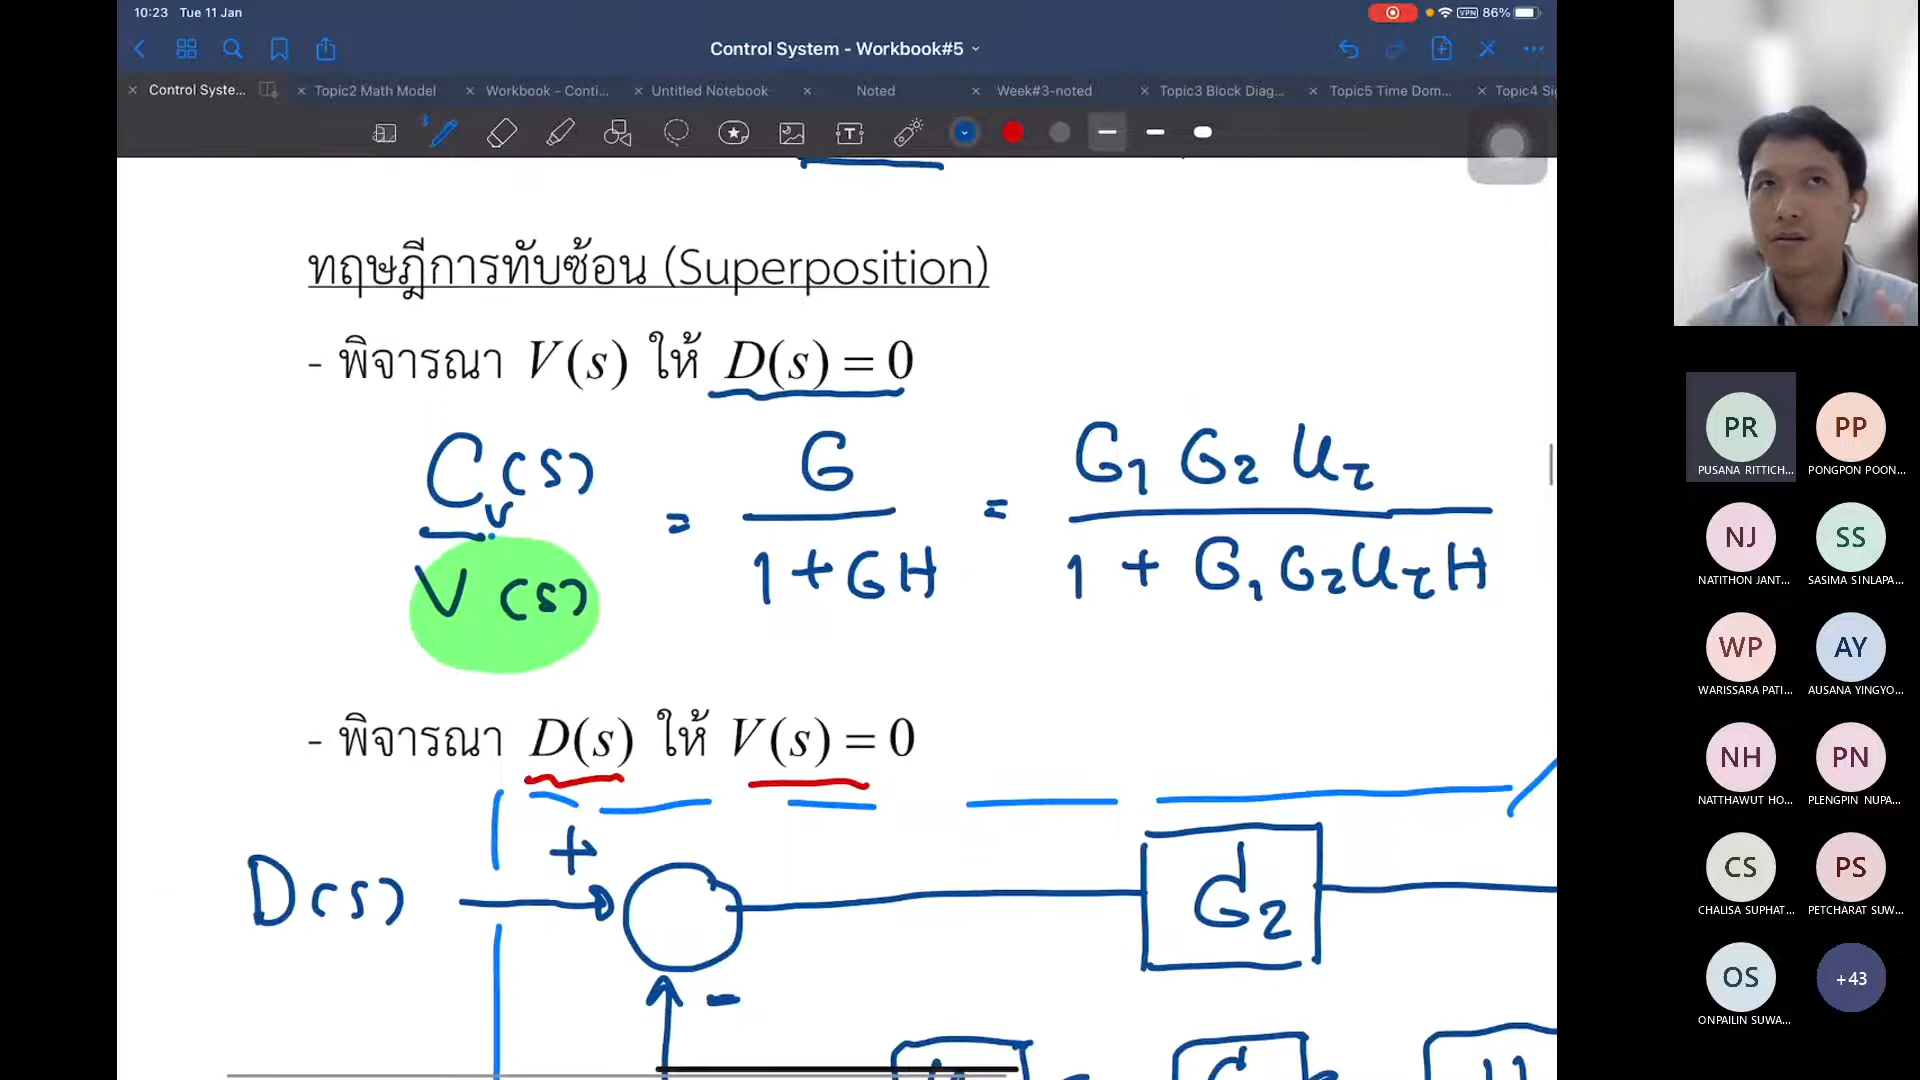 10:23 Tue 11 Jan
VPN 86%
Control System - Workbook#5
Control Syste...
Topic2 Math Model
Workbook - Conti...
Untitled Notebook
Noted
Week#3-noted
Topic3 Block Diag...
Topic5 Time Dom...
Topic4 Si
ทฤษฎีการทับซ้อน (Superposition)
- พิจารณา V(s) ให้ D(s) = 0
C_v(s) / V(s) = G / 1+GH = G1 G2 Kτ / 1 + G1G2KτH
- พิจารณา D(s) ให้ V(s) = 0
+
D(s)
G2
-
PR
PUSANA RITTICH...
PP
PONGPON POON...
NJ
NATITHON JANT...
SS
SASIMA SINLAPA...
WP
WARISSARA PATI...
AY
AUSANA YINGYO...
NH
NATTHAWUT HO...
PN
PLENGPIN NUPA...
CS
CHALISA SUPHAT...
PS
PETCHARAT SUW...
OS
ONPAILIN SUWA...
+43